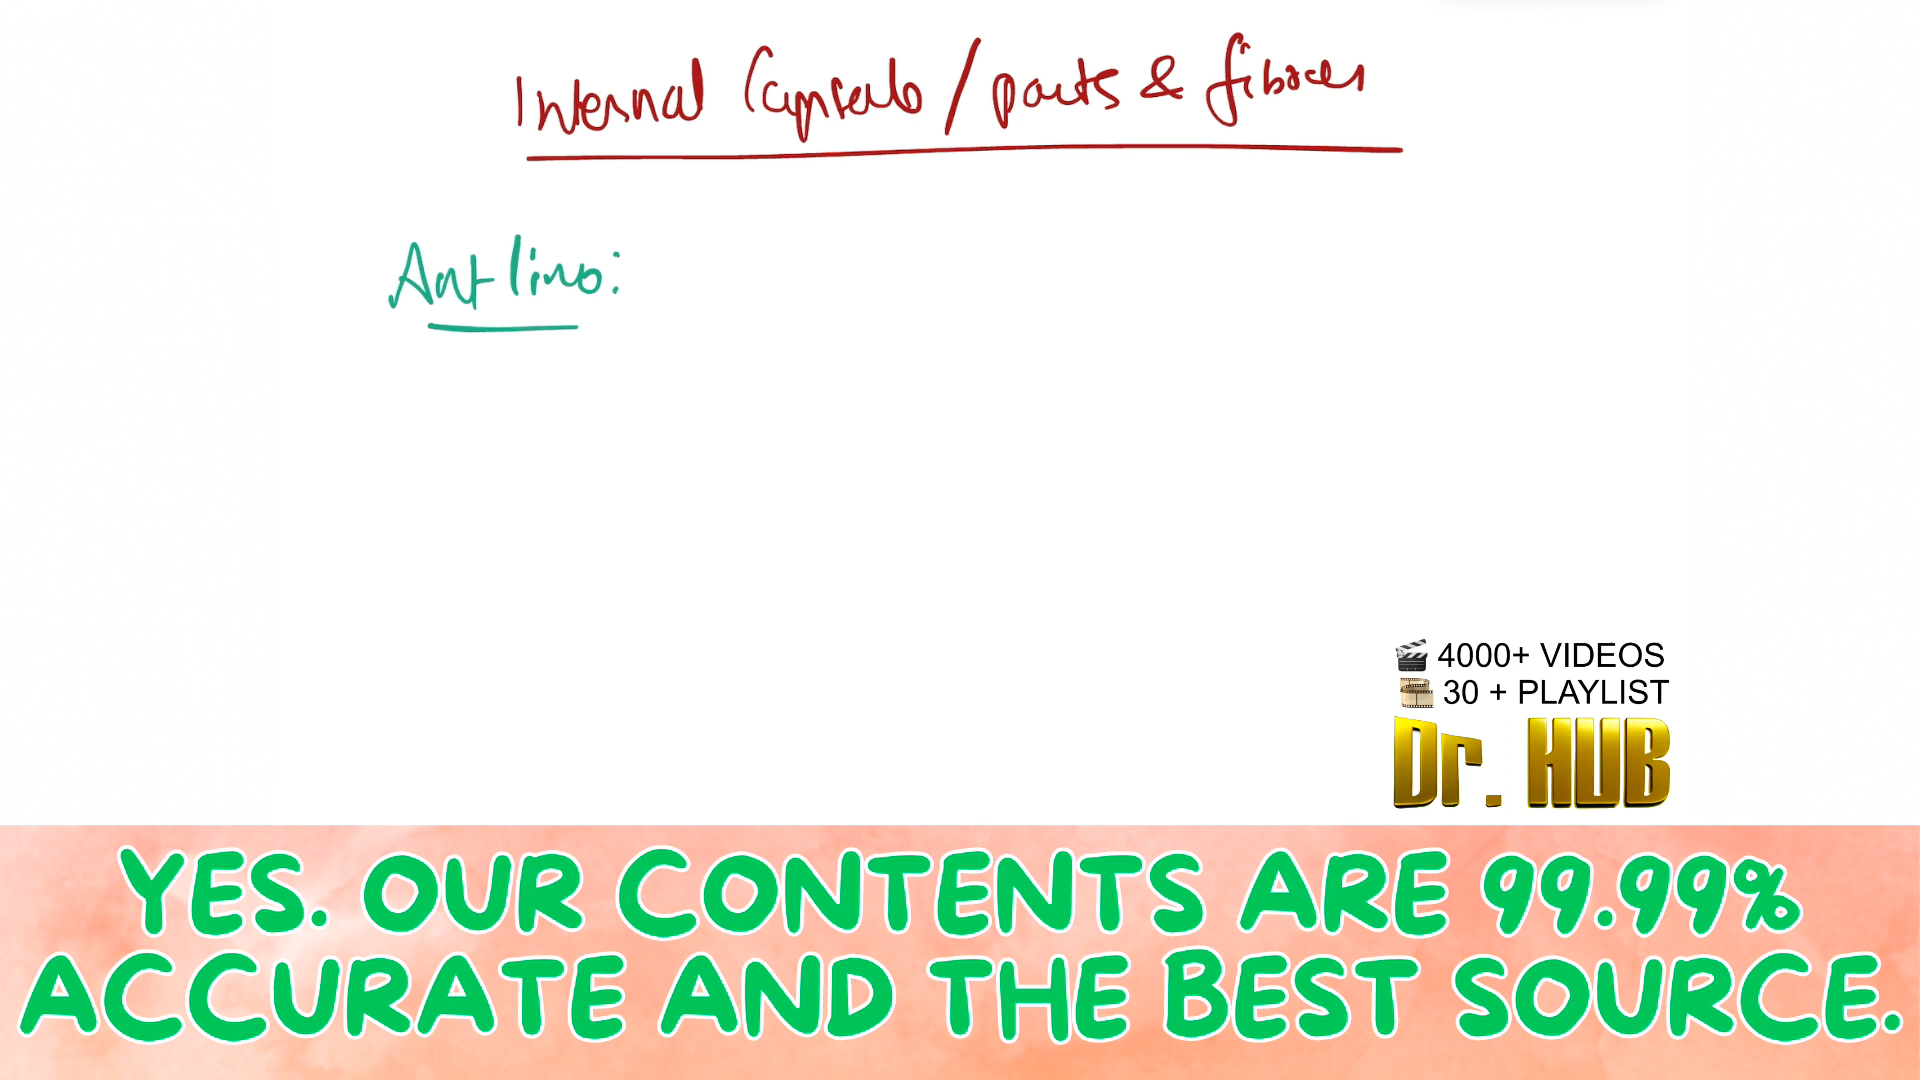 Internal Capsule / parts & fibres
Ant limb:
4000+ VIDEOS
30 + PLAYLIST
Dr. HUB
YES. OUR CONTENTS ARE 99.99%
ACCURATE AND THE BEST SOURCE.